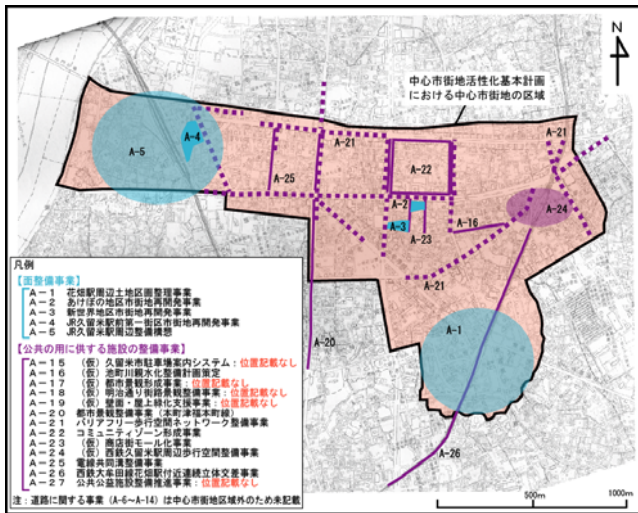 N
中心市街地活性化基本計画
における中心市街地の区域
A-21
A-4
A-5
A-21
A-22
A-25
A-2
A-3
A-23
A-16
A-24
A-21
A-1
A-20
A-26
凡例
【面整備事業】
A－1 花畑駅周辺土地区画整理事業
A－2 あけぼの地区市街地再開発事業
A－3 新世界地区市街地再開発事業
A－4 JR久留米駅前第一街区市街地再開発事業
A－5 JR久留米駅周辺整備構想
【公共の用に供する施設の整備事業】
A－15 （仮）久留米市駐車場案内システム：位置記載なし
A－16 （仮）池町川親水化整備計画策定
A－17 （仮）都市景観形成事業：位置記載なし
A－18 （仮）明治通り街路景観整備事業：位置記載なし
A－19 （仮）壁面・屋上緑化支援事業：位置記載なし
A－20 都市景観整備事業（本町津福本町線）
A－21 バリアフリー歩行空間ネットワーク整備事業
A－22 コミュニティゾーン形成事業
A－23 （仮）商店街モール化事業
A－24 （仮）西鉄久留米駅周辺歩行空間整備事業
A－25 電線共同溝整備事業
A－26 西鉄大牟田線花畑駅付近連続立体交差事業
A－27 公共公益施設整備推進事業：位置記載なし
注：道路に関する事業（A-6～A-14）は中心市街地区域外のため未記載
500m
1000m